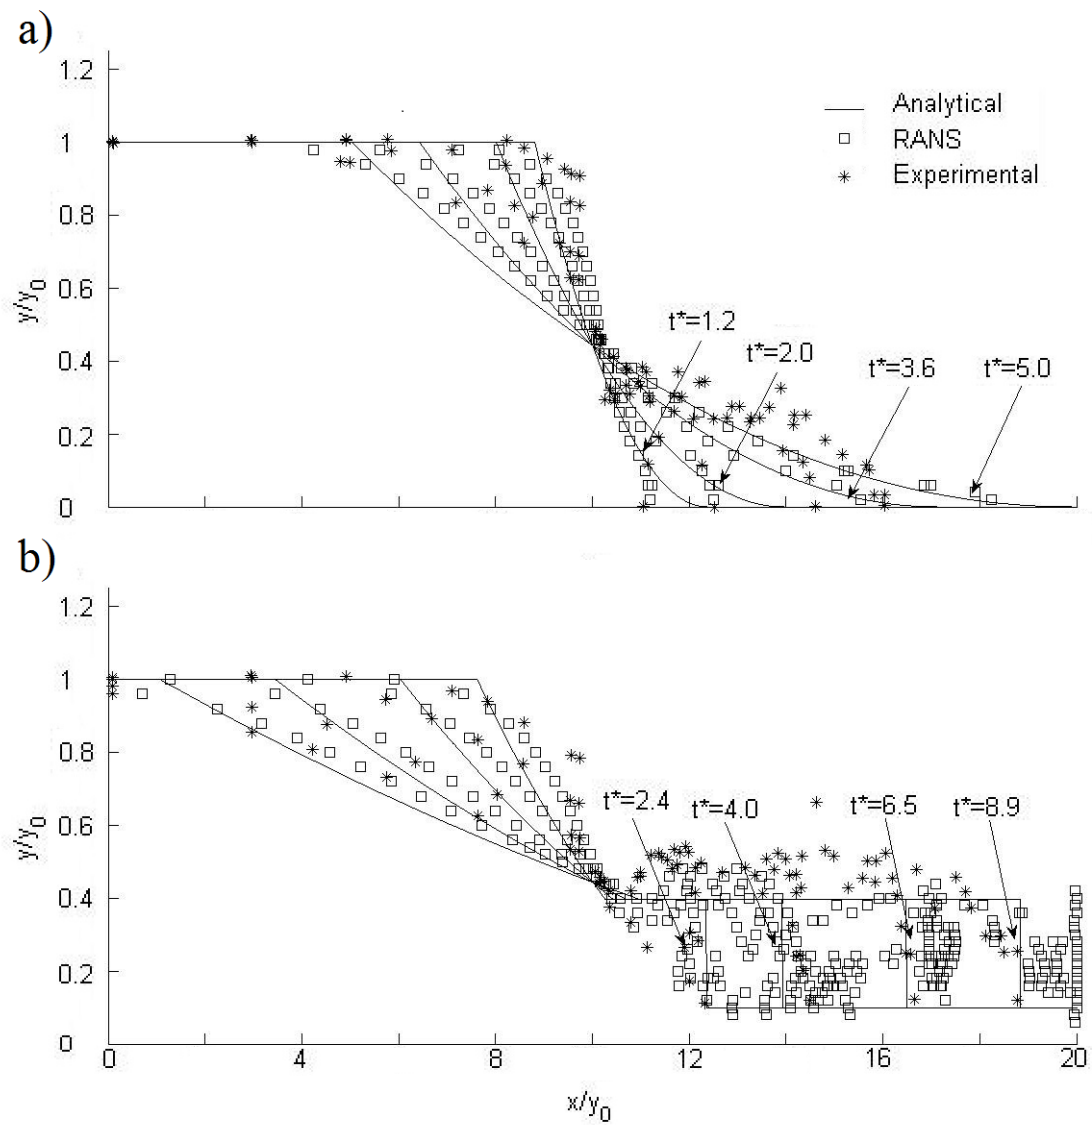 a)
1.2
1
0.8
0.6
0.4
0.2
0
y/y0
Analytical
RANS
Experimental
t*=1.2
t*=2.0
t*=3.6
t*=5.0
b)
1.2
1
0.8
0.6
0.4
0.2
0
y/y0
t*=2.4
t*=4.0
t*=6.5
t*=8.9
0 4 8 12 16 20
x/y0